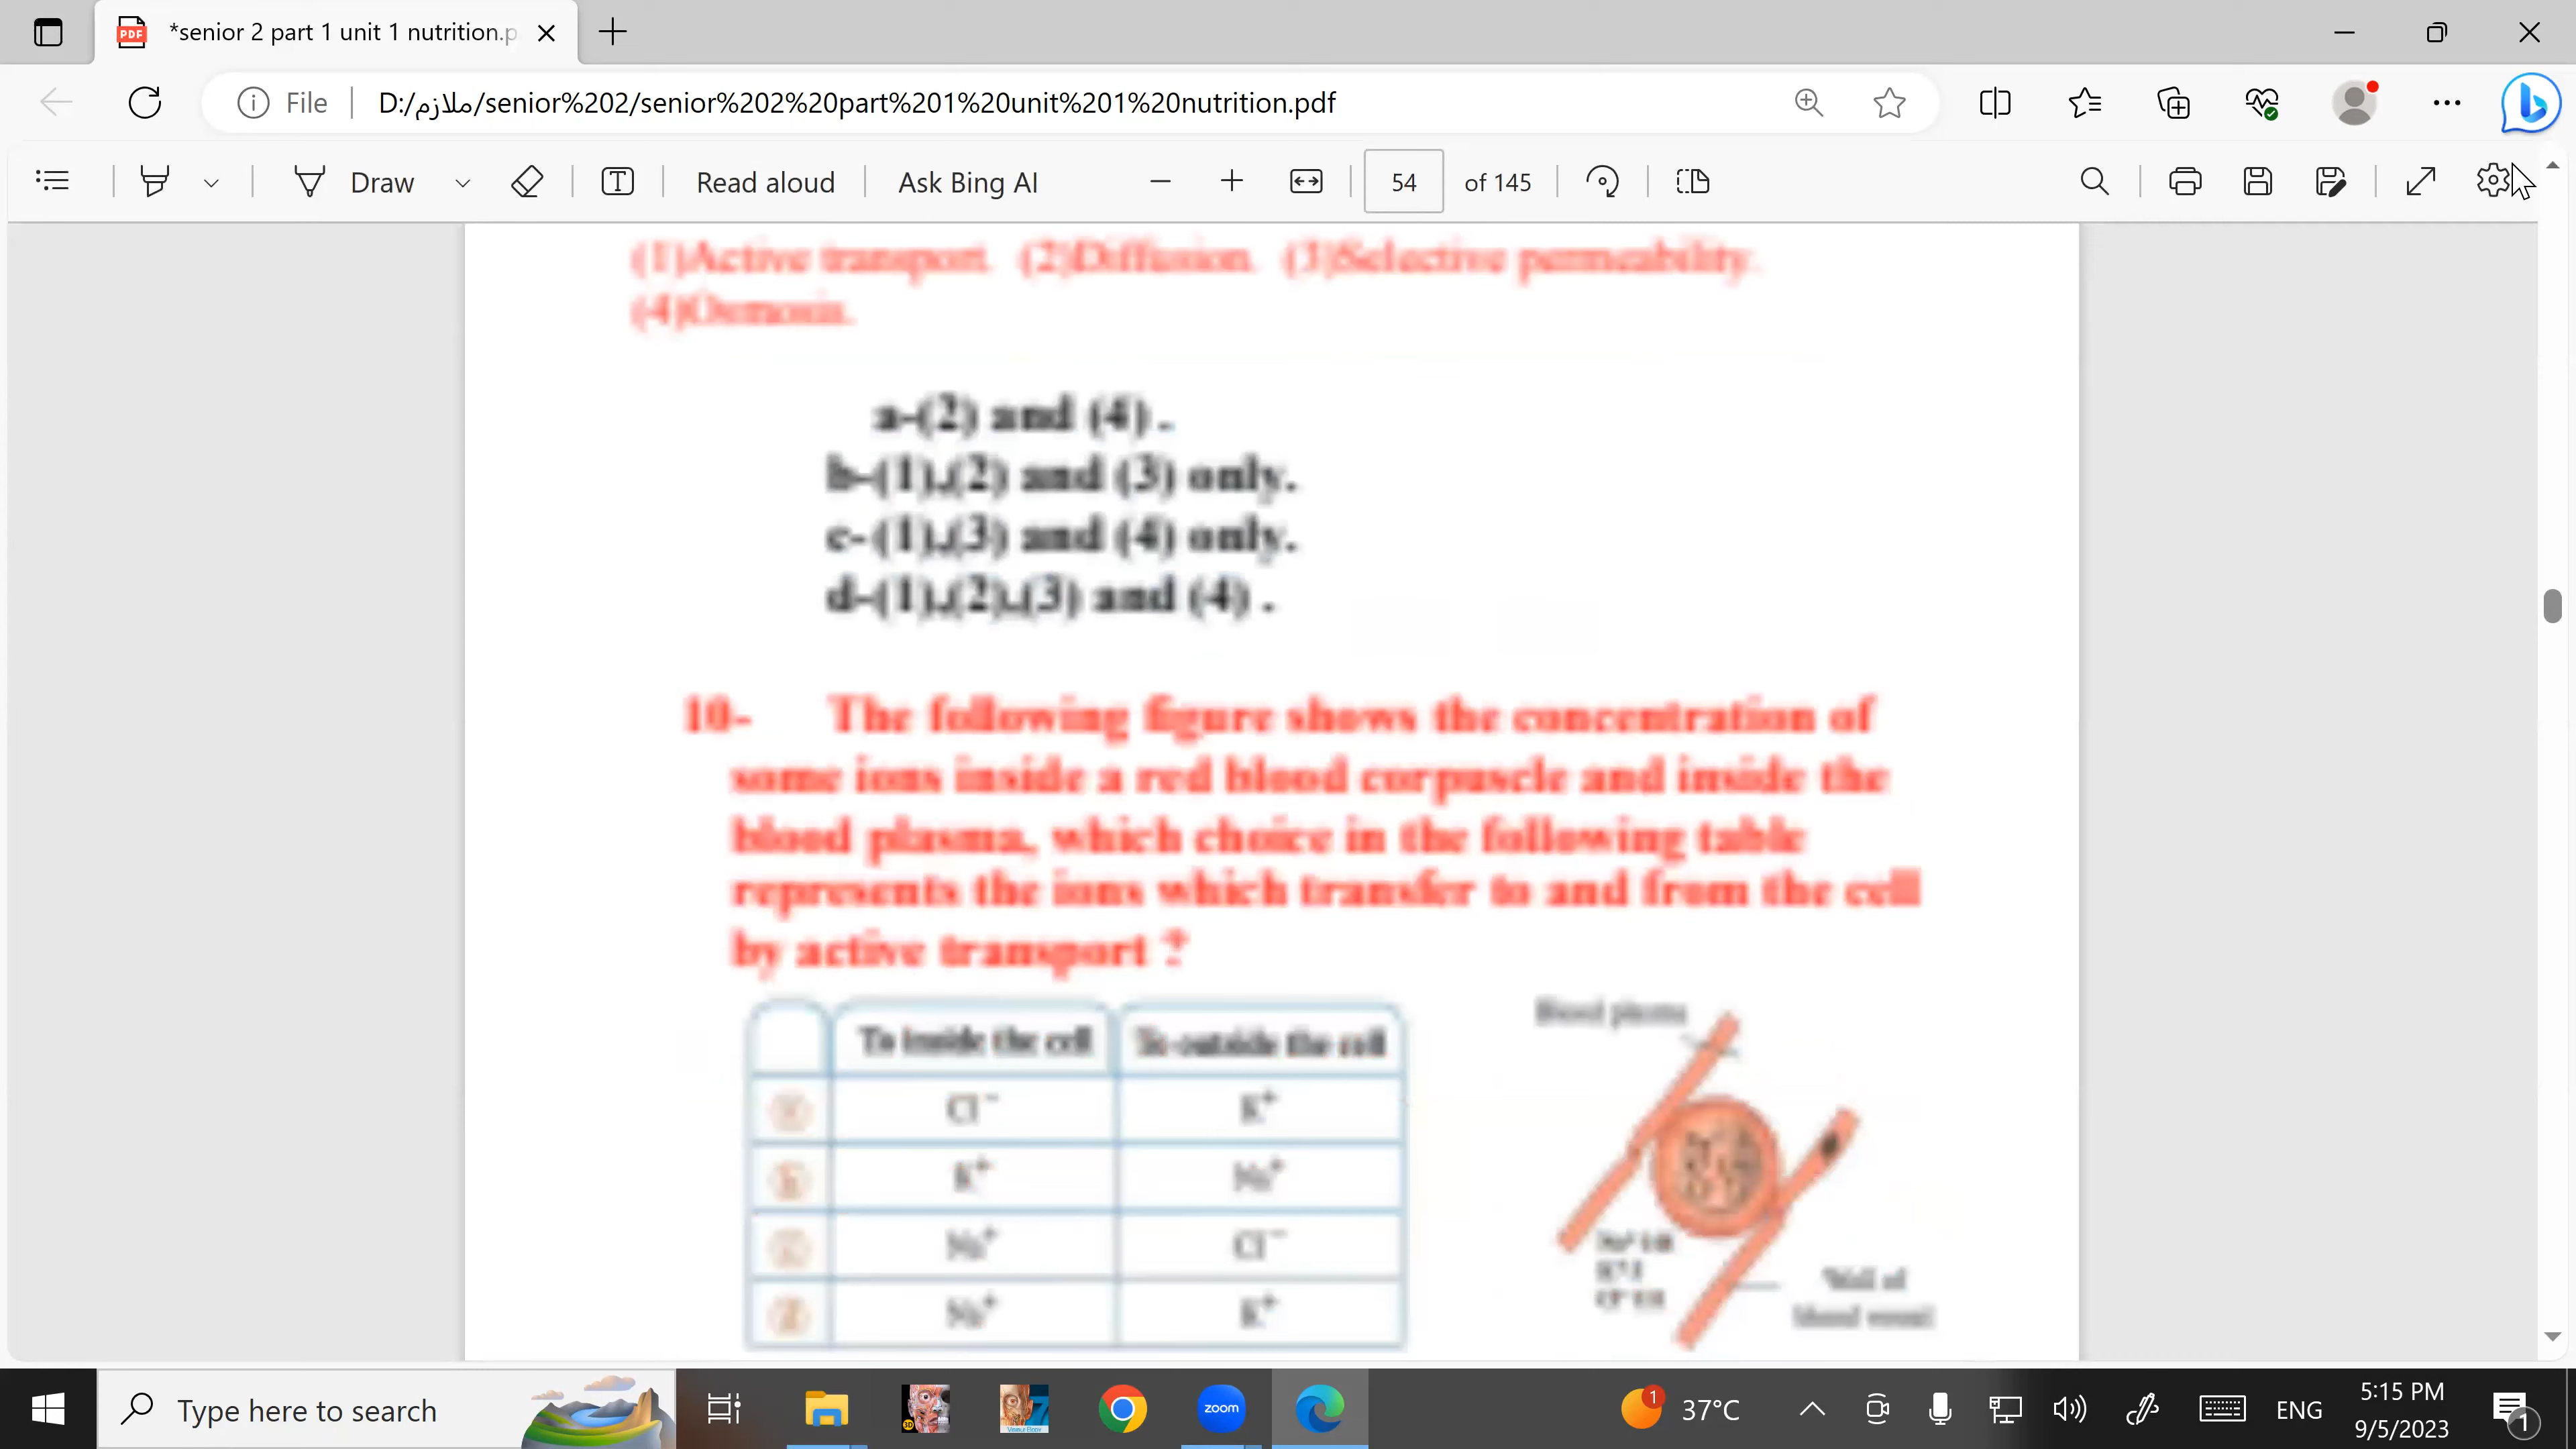 *senior 2 part 1 unit 1 nutrition.p
File
D:/ملازم/senior%202/senior%202%20part%201%20unit%201%20nutrition.pdf
Draw
Read aloud
Ask Bing AI
54
of 145
(1)Active transport. (2)Diffusion. (3)Selective permeability.
(4)Osmosis.
a-(2) and (4) .
b-(1),(2) and (3) only.
c-(1),(3) and (4) only.
d-(1),(2),(3) and (4) .
10- The following figure shows the concentration of
some ions inside a red blood corpuscle and inside the
blood plasma, which choice in the following table
represents the ions which transfer to and from the cell
by active transport ?
To inside the cell
To outside the cell
Cl⁻
K⁺
K⁺
Na⁺
Na⁺
Cl⁻
Na⁺
K⁺
Blood plasma
Wall of
blood vessel
Type here to search
zoom
37°C
ENG
5:15 PM
9/5/2023
1